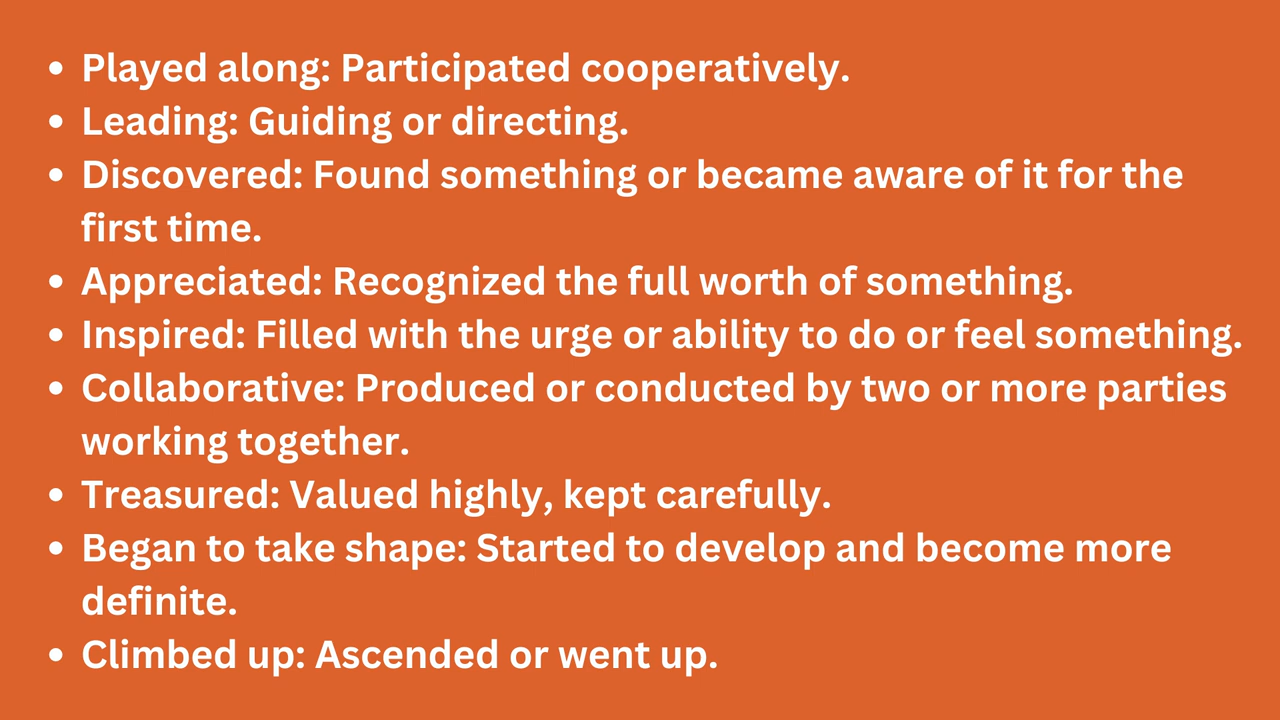 • Played along: Participated cooperatively.
• Leading: Guiding or directing.
• Discovered: Found something or became aware of it for the
first time.
• Appreciated: Recognized the full worth of something.
• Inspired: Filled with the urge or ability to do or feel something.
• Collaborative: Produced or conducted by two or more parties
working together.
• Treasured: Valued highly, kept carefully.
• Began to take shape: Started to develop and become more
definite.
• Climbed up: Ascended or went up.